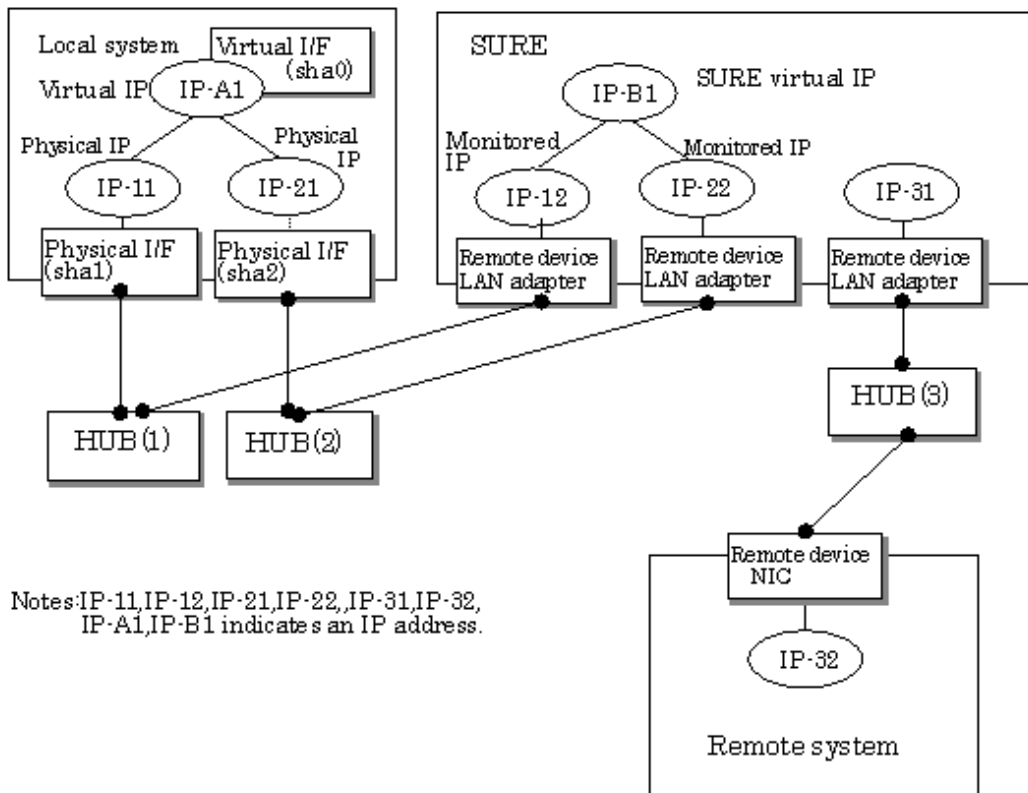 Local system
Virtual I/F
(sha0)
Virtual IP
IP-A1
Physical IP
Physical
IP
IP-11
IP-21
Physical I/F
(sha1)
Physical I/F
(sha2)
SURE
IP-B1
SURE virtual IP
Monitored
IP
Monitored IP
IP-12
IP-22
IP-31
Remote device
LAN adapter
Remote device
LAN adapter
Remote device
LAN adapter
HUB(1)
HUB(2)
HUB(3)
Remote device
NIC
IP-32
Remote system
Notes:IP-11,IP-12,IP-21,IP-22,,IP-31,IP-32,
IP-A1,IP-B1 indicates an IP address.